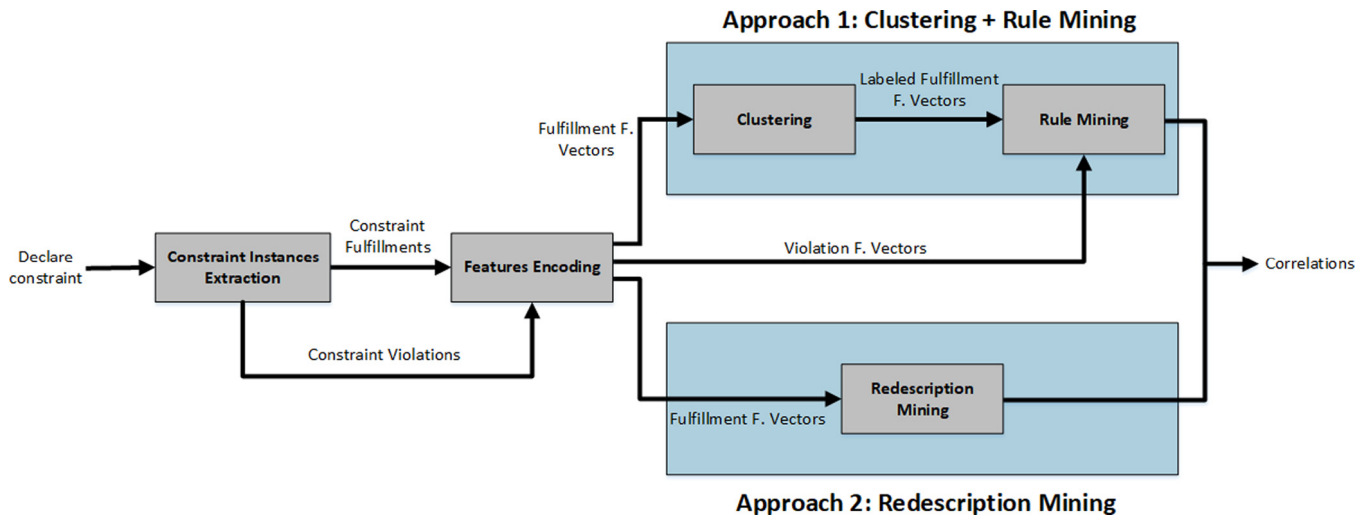 Approach 1: Clustering + Rule Mining
Labeled Fulfillment
F. Vectors
Clustering
Rule Mining
Fulfillment F.
Vectors
Constraint
Fulfillments
Declare
constraint
Constraint Instances
Extraction
Features Encoding
Violation F. Vectors
Correlations
Constraint Violations
Redescription
Mining
Fulfillment F. Vectors
Approach 2: Redescription Mining